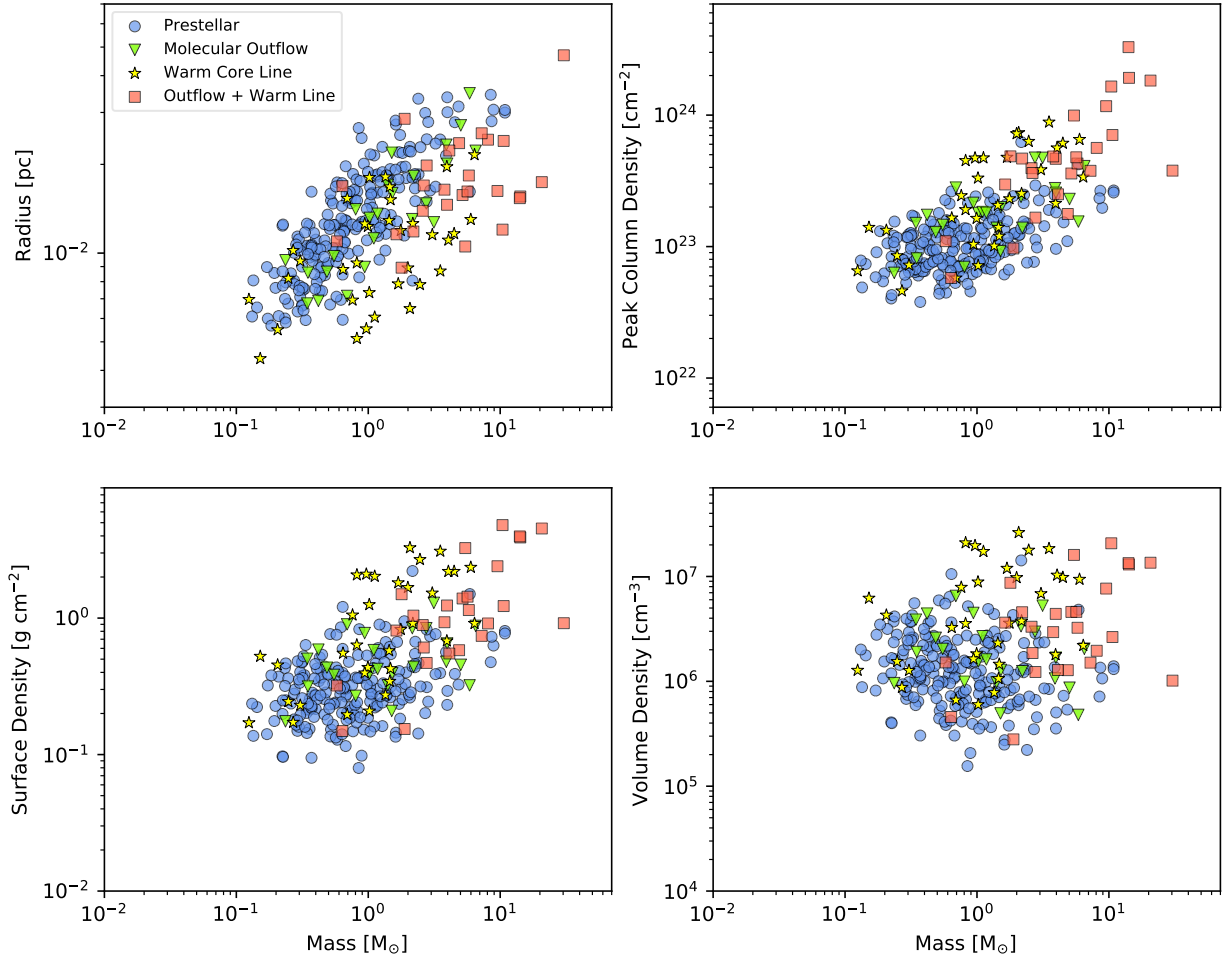 Prestellar
Molecular Outflow
Warm Core Line
Outflow + Warm Line
Radius [pc]
10⁻²
10⁻² 10⁻¹ 10⁰ 10¹
Peak Column Density [cm⁻²]
10²⁴
10²³
10²²
10⁻² 10⁻¹ 10⁰ 10¹
Surface Density [g cm⁻²]
10⁰
10⁻¹
10⁻²
10⁻² 10⁻¹ 10⁰ 10¹
Mass [M⊙]
Volume Density [cm⁻³]
10⁷
10⁶
10⁵
10⁴
10⁻² 10⁻¹ 10⁰ 10¹
Mass [M⊙]